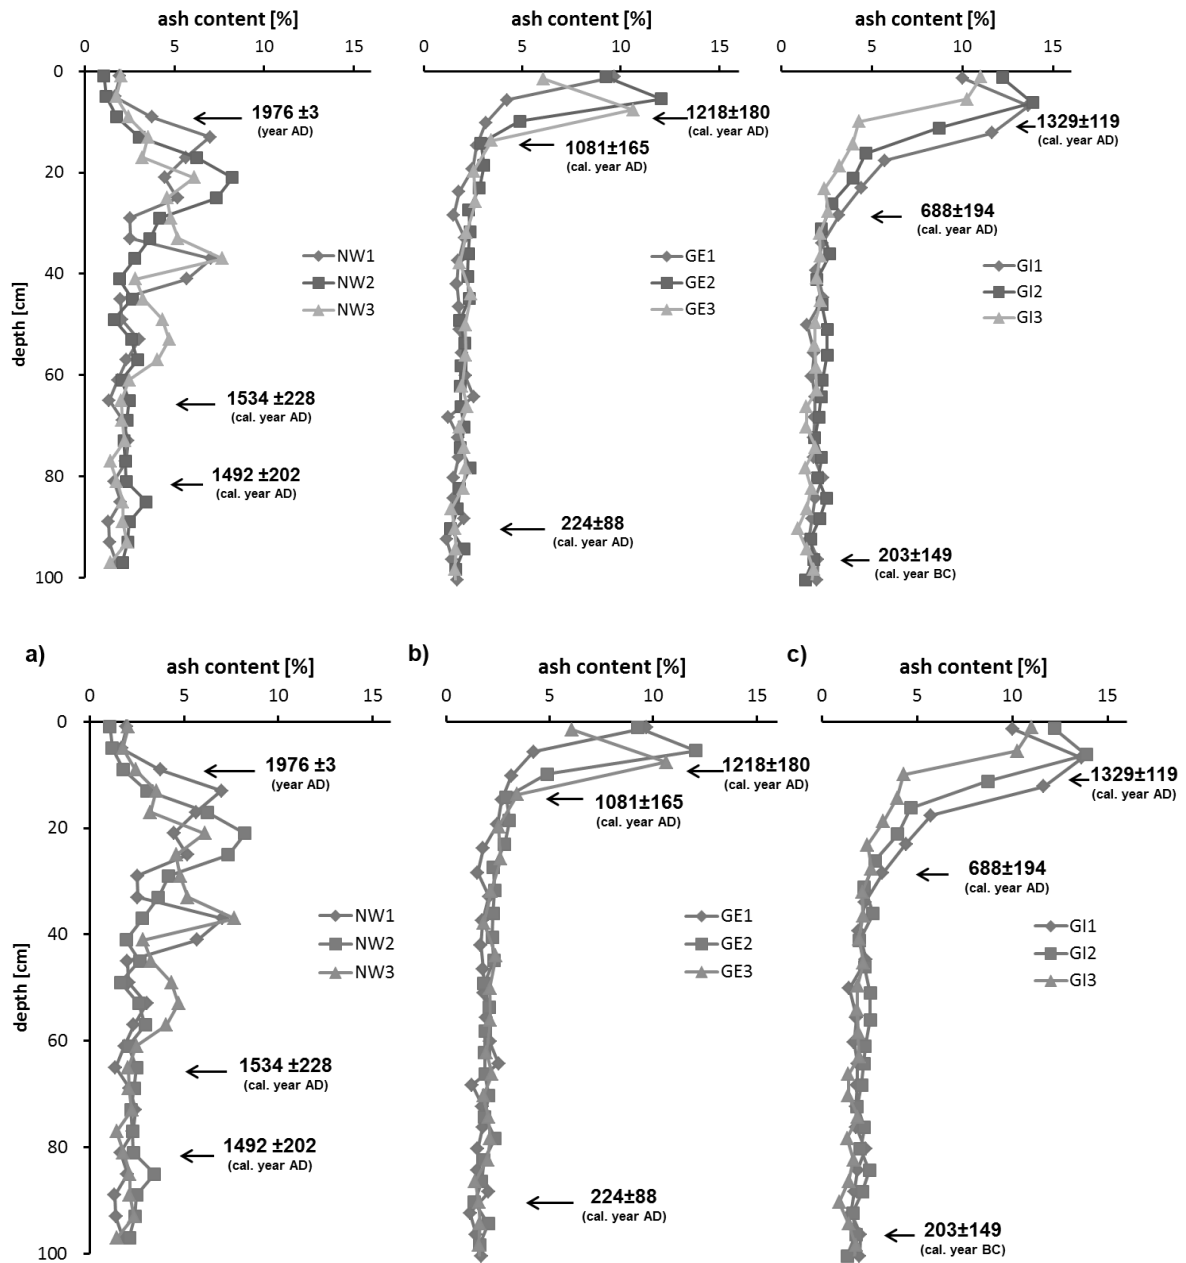 ash content [%]
0 5 10 15
0
20
40
60
80
100
depth [cm]
1976 ±3
(year AD)
NW1
NW2
NW3
1534 ±228
(cal. year AD)
1492 ±202
(cal. year AD)
ash content [%]
0 5 10 15
1218±180
(cal. year AD)
1081±165
(cal. year AD)
GE1
GE2
GE3
224±88
(cal. year AD)
ash content [%]
0 5 10 15
1329±119
(cal. year AD)
688±194
(cal. year AD)
GI1
GI2
GI3
203±149
(cal. year BC)
a)
ash content [%]
0 5 10 15
0
20
40
60
80
100
depth [cm]
1976 ±3
(year AD)
NW1
NW2
NW3
1534 ±228
(cal. year AD)
1492 ±202
(cal. year AD)
b)
ash content [%]
0 5 10 15
1218±180
(cal. year AD)
1081±165
(cal. year AD)
GE1
GE2
GE3
224±88
(cal. year AD)
c)
ash content [%]
0 5 10 15
1329±119
(cal. year AD)
688±194
(cal. year AD)
GI1
GI2
GI3
203±149
(cal. year BC)